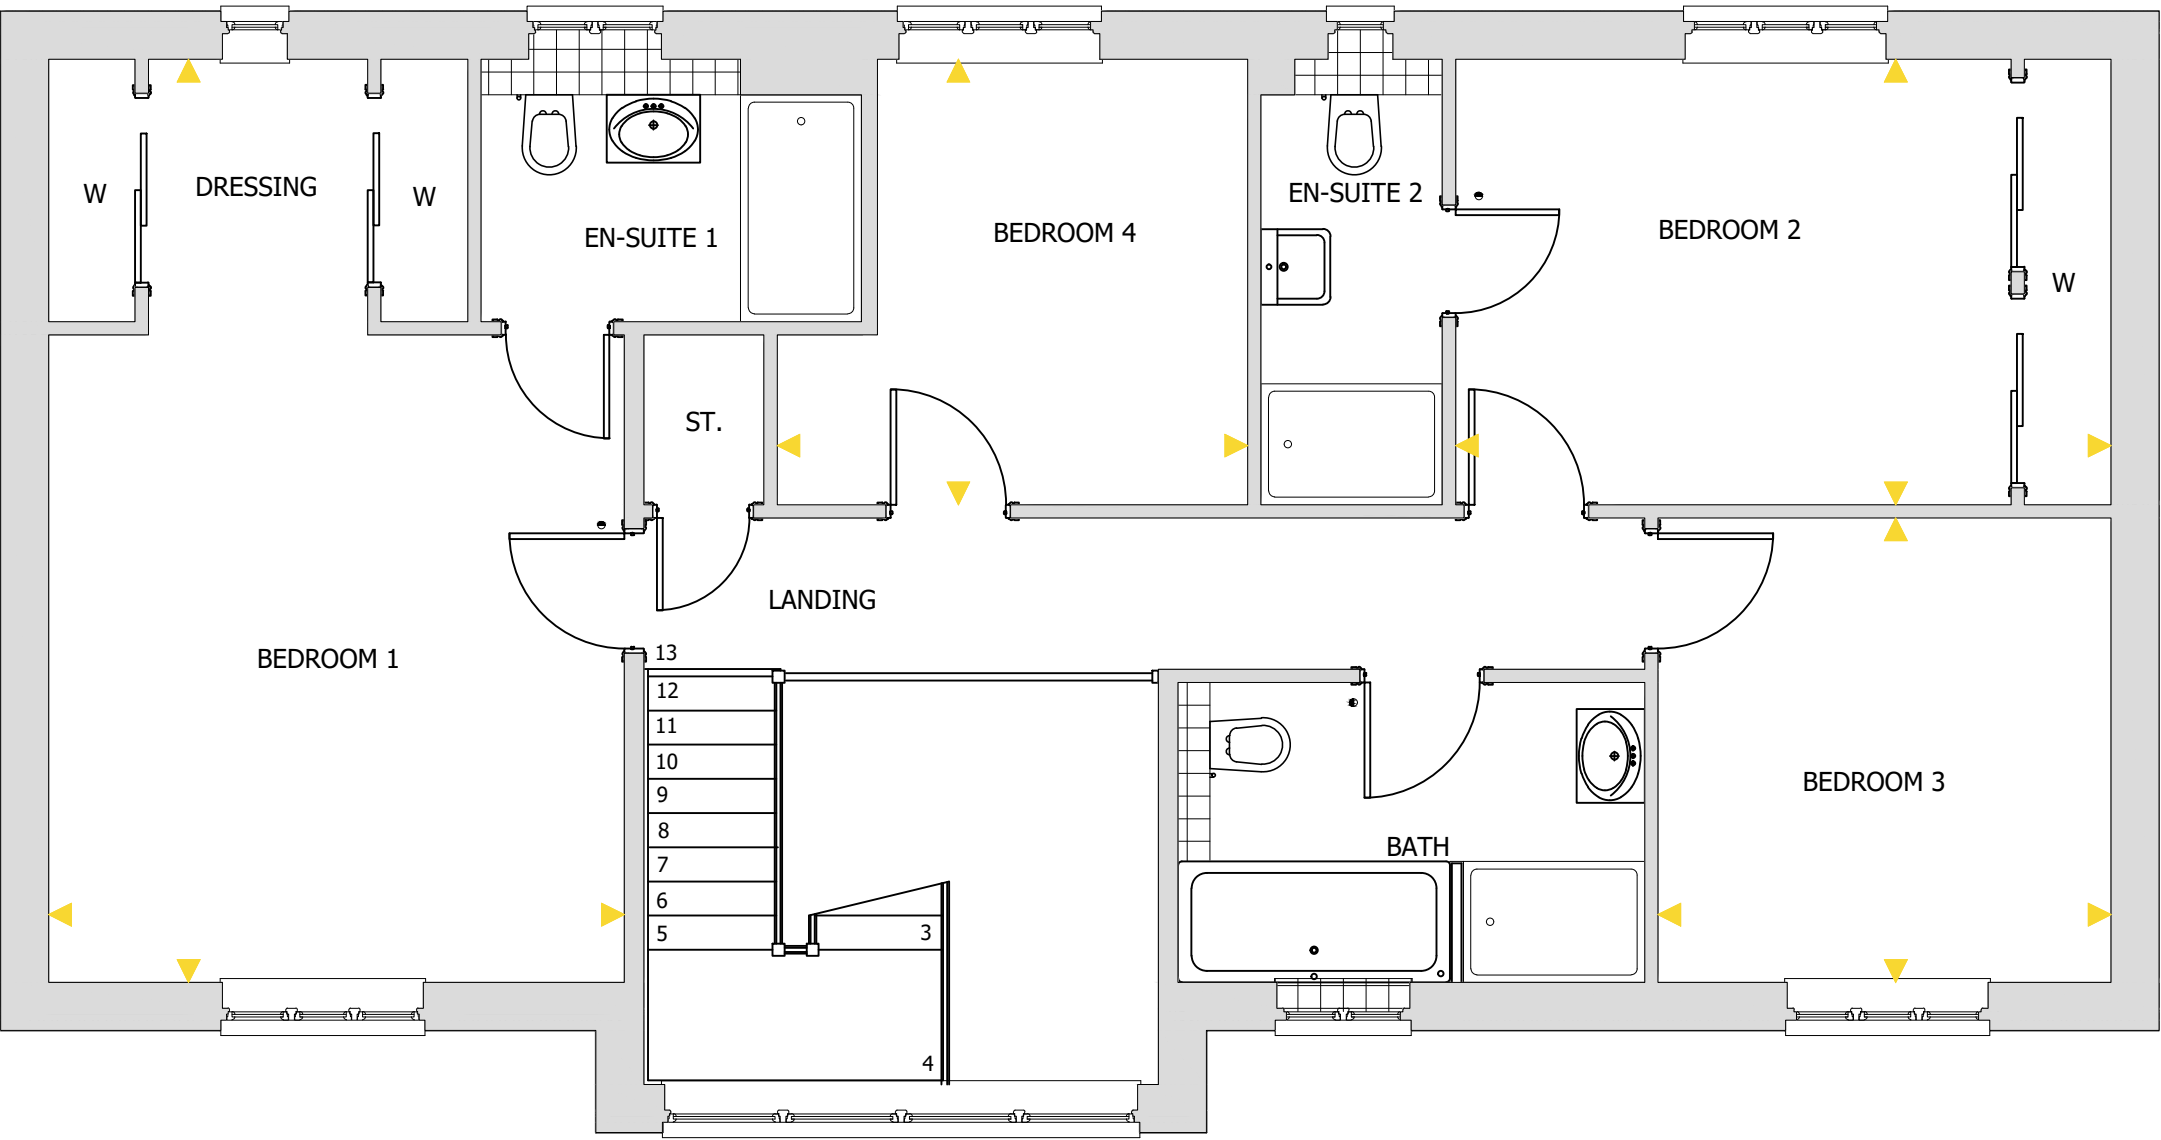 W
DRESSING
W
EN-SUITE 1
BEDROOM 4
EN-SUITE 2
BEDROOM 2
W
ST.
LANDING
BEDROOM 1
13
12
11
10
9
8
7
6
5
3
4
BATH
BEDROOM 3